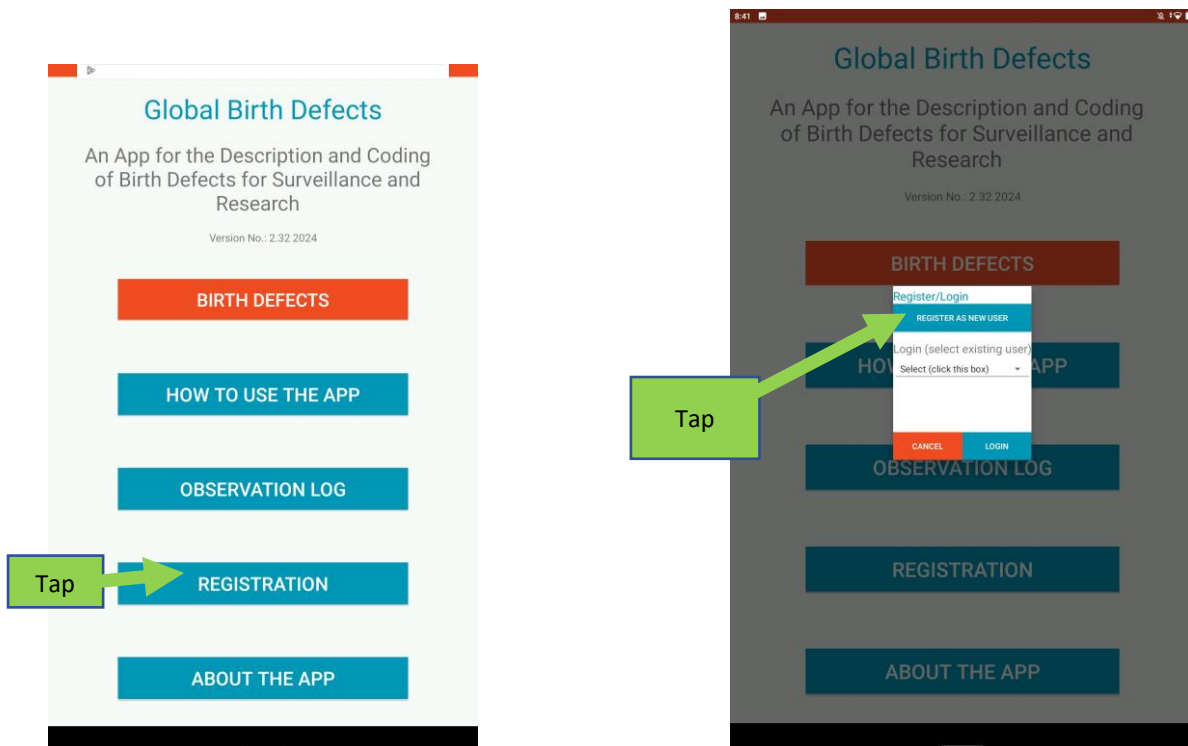 Global Birth Defects
An App for the Description and Coding
of Birth Defects for Surveillance and
Research
Version No.: 2.32 2024
BIRTH DEFECTS
HOW TO USE THE APP
OBSERVATION LOG
Tap
REGISTRATION
ABOUT THE APP
8:41
Global Birth Defects
An App for the Description and Coding
of Birth Defects for Surveillance and
Research
Version No.: 2.32 2024
BIRTH DEFECTS
Register/Login
REGISTER AS NEW USER
Login (select existing user)
HO
APP
Select (click this box)
Tap
CANCEL
LOGIN
OBSERVATION LOG
REGISTRATION
ABOUT THE APP